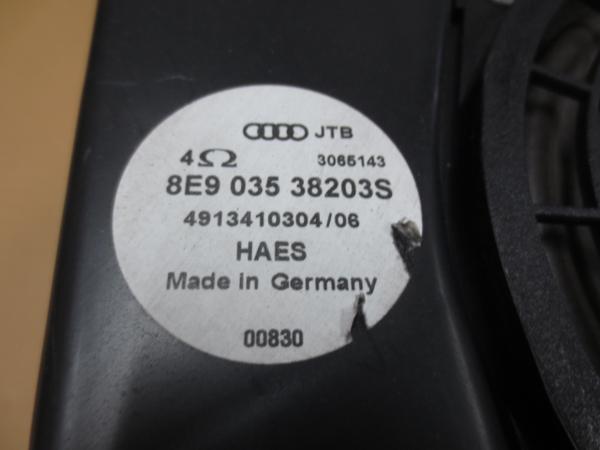 JTB
4Ω 3065143
8E9 035 38203S
4913410304/06
HAES
Made in Germany
00830